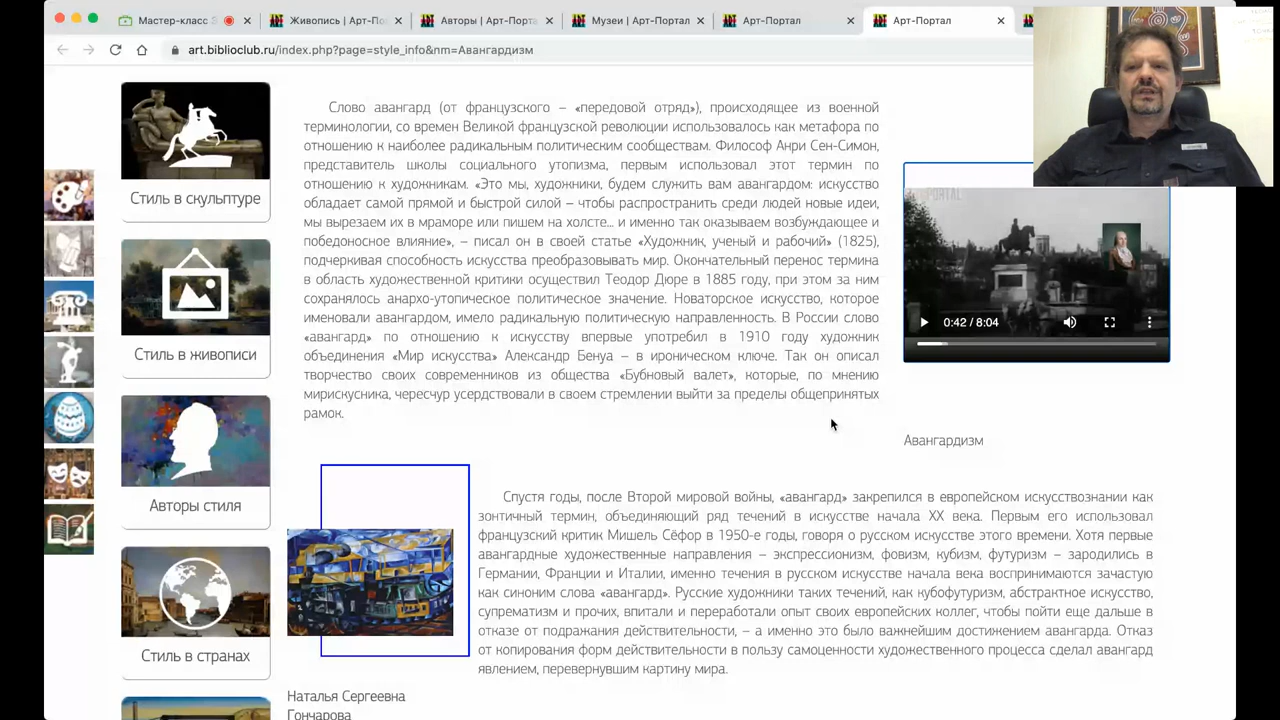 Мастер-класс
Живопись | Арт-По
Авторы | Арт-Порта
Музеи | Арт-Портал
Арт-Портал
Арт-Портал
art.biblioclub.ru/index.php?page=style_info&nm=Авангардизм
Стиль в скульптуре
Стиль в живописи
Авторы стиля
Стиль в странах
Слово авангард (от французского – «передовой отряд»), происходящее из военной
терминологии, со времен Великой французской революции использовалось как метафора по
отношению к наиболее радикальным политическим сообществам. Философ Анри Сен-Симон,
представитель школы социального утопизма, первым использовал этот термин по
отношению к художникам. «Это мы, художники, будем служить вам авангардом: искусство
обладает самой прямой и быстрой силой – чтобы распространить среди людей новые идеи,
мы вырезаем их в мраморе или пишем на холсте... и именно так оказываем возбуждающее и
победоносное влияние», – писал он в своей статье «Художник, ученый и рабочий» (1825),
подчеркивая способность искусства преобразовывать мир. Окончательный перенос термина
в область художественной критики осуществил Теодор Дюре в 1885 году, при этом за ним
сохранялось анархо-утопическое политическое значение. Новаторское искусство, которое
именовали авангардом, имело радикальную политическую направленность. В России слово
«авангард» по отношению к искусству впервые употребил в 1910 году художник
объединения «Мир искусства» Александр Бенуа – в ироническом ключе. Так он описал
творчество своих современников из общества «Бубновый валет», которые, по мнению
мирискусника, чересчур усердствовали в своем стремлении выйти за пределы общепринятых
рамок.
PORTAL
0:42 / 8:04
Авангардизм
Спустя годы, после Второй мировой войны, «авангард» закрепился в европейском искусствознании как
зонтичный термин, объединяющий ряд течений в искусстве начала XX века. Первым его использовал
французский критик Мишель Сёфор в 1950-е годы, говоря о русском искусстве этого времени. Хотя первые
авангардные художественные направления – экспрессионизм, фовизм, кубизм, футуризм – зародились в
Германии, Франции и Италии, именно течения в русском искусстве начала века воспринимаются зачастую
как синоним слова «авангард». Русские художники таких течений, как кубофутуризм, абстрактное искусство,
супрематизм и прочих, впитали и переработали опыт своих европейских коллег, чтобы пойти еще дальше в
отказе от подражания действительности, – а именно это было важнейшим достижением авангарда. Отказ
от копирования форм действительности в пользу самоценности художественного процесса сделал авангард
явлением, перевернувшим картину мира.
Наталья Сергеевна
Гончарова